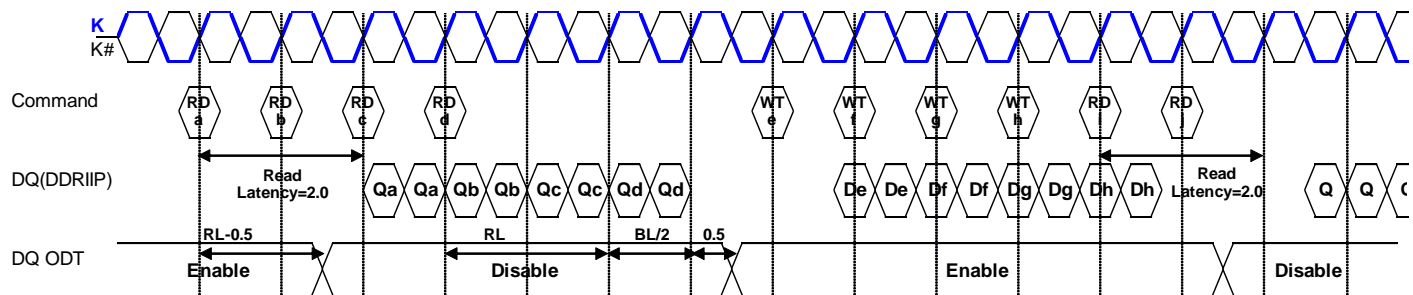 K
K#
Command
RD a RD b RD c RD d WT e WT f WT g WT h RD i RD j
DQ(DDRIIP)
Read Latency=2.0
Qa Qa Qb Qb Qc Qc Qd Qd
De De Df Df Dg Dg Dh Dh
Read Latency=2.0
Q Q
DQ ODT
RL-0.5
RL
BL/2
0.5
Enable
Disable
Enable
Disable